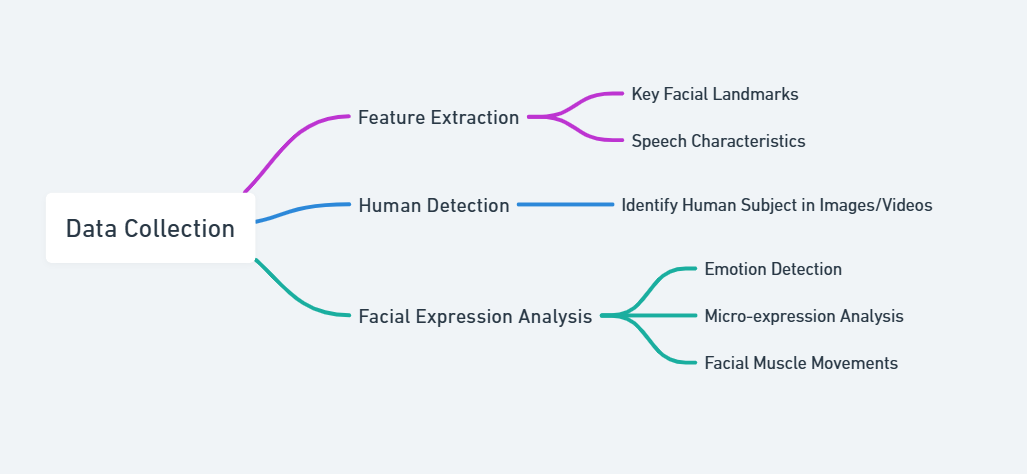 Data Collection
Feature Extraction
Key Facial Landmarks
Speech Characteristics
Human Detection
Identify Human Subject in Images/Videos
Facial Expression Analysis
Emotion Detection
Micro-expression Analysis
Facial Muscle Movements